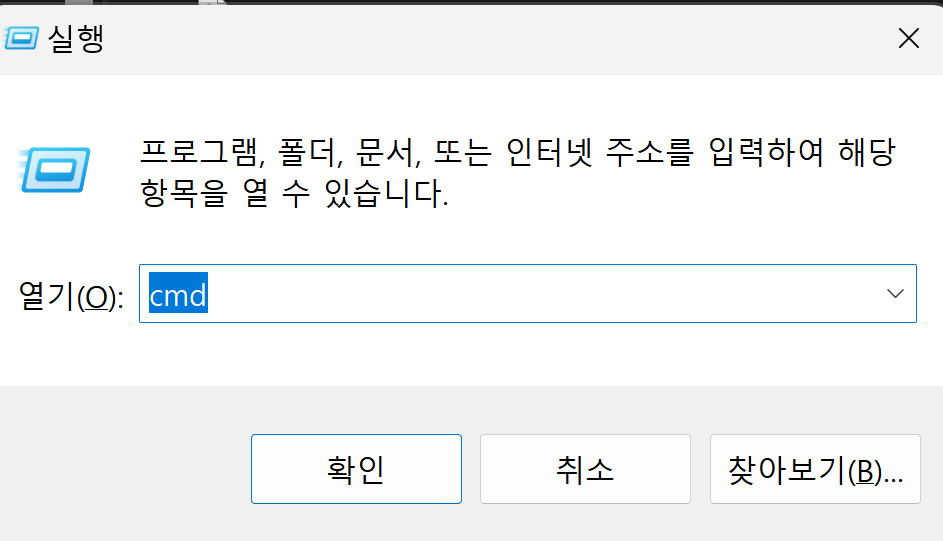 실행
프로그램, 폴더, 문서, 또는 인터넷 주소를 입력하여 해당
항목을 열 수 있습니다.
열기(O): cmd
확인 취소 찾아보기(B)...